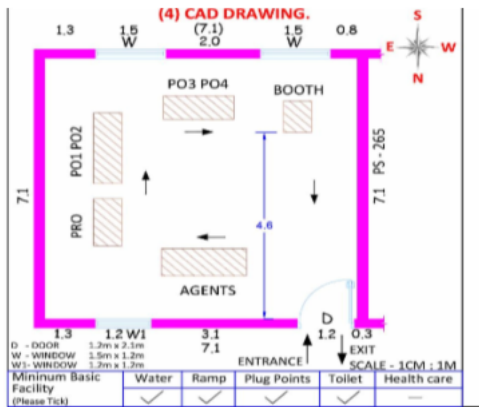 (4) CAD DRAWING.
1.3 1.5 (7.1) 1.5 0.8
W 2.0 W
S
E W
N
PO3 PO4
BOOTH
PO1 PO2
PRO
7.1
4.6
7.1 PS - 265
AGENTS
D
1.3 1.2 W1 3.1 1.2 0.3
7.1
D - DOOR 1.2m x 2.1m
W - WINDOW 1.5m x 1.2m
W1- WINDOW 1.2m x 1.2m
ENTRANCE
EXIT
SCALE - 1CM : 1M
Mininum Basic Facility (Please Tick) Water Ramp Plug Points Toilet Health care